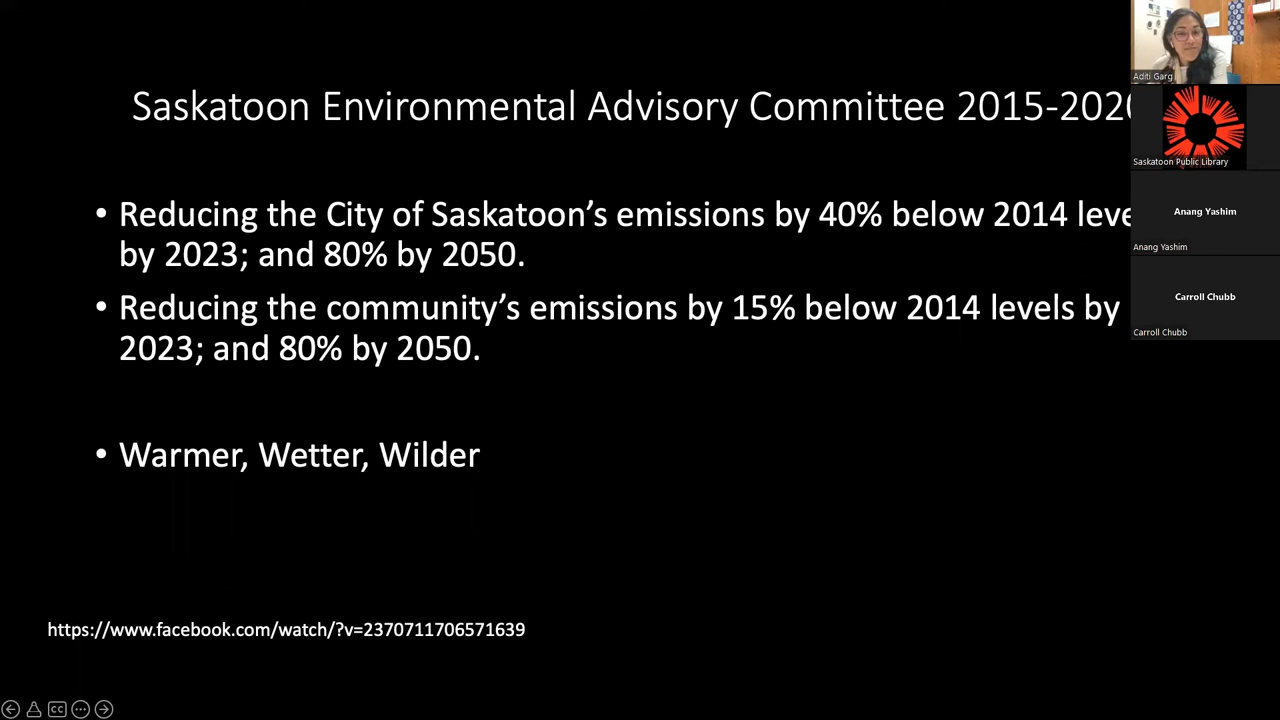 Saskatoon Environmental Advisory Committee 2015-2020
• Reducing the City of Saskatoon’s emissions by 40% below 2014 leve
by 2023; and 80% by 2050.
• Reducing the community’s emissions by 15% below 2014 levels by
2023; and 80% by 2050.
• Warmer, Wetter, Wilder
https://www.facebook.com/watch/?v=2370711706571639
Aditi Garg
Saskatoon Public Library
Anang Yashim
Anang Yashim
Carroll Chubb
Carroll Chubb
CC